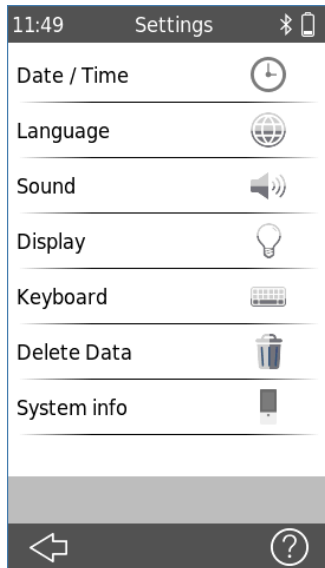 11:49 Settings
Date / Time
Language
Sound
Display
Keyboard
Delete Data
System info
?